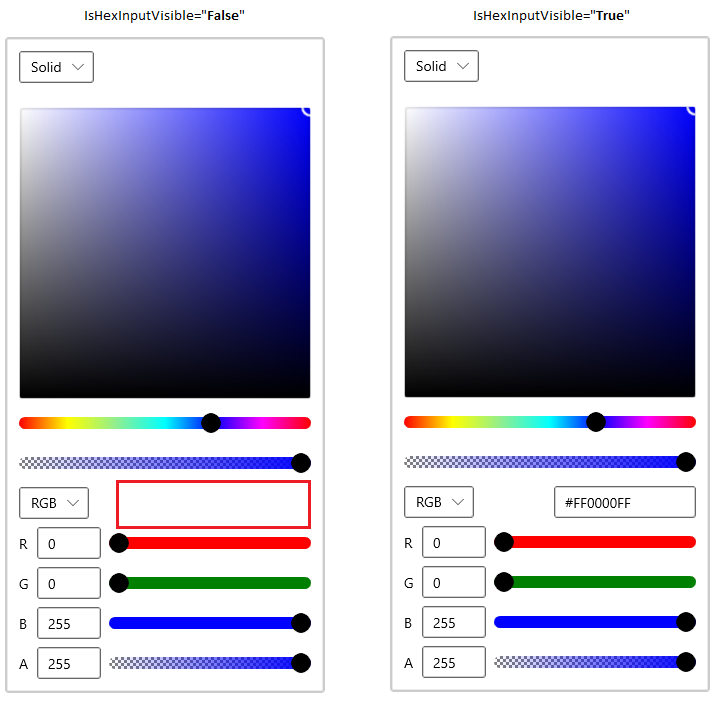 IsHexInputVisible="False"
Solid
RGB
R 0
G 0
B 255
A 255
IsHexInputVisible="True"
Solid
RGB #FF0000FF
R 0
G 0
B 255
A 255